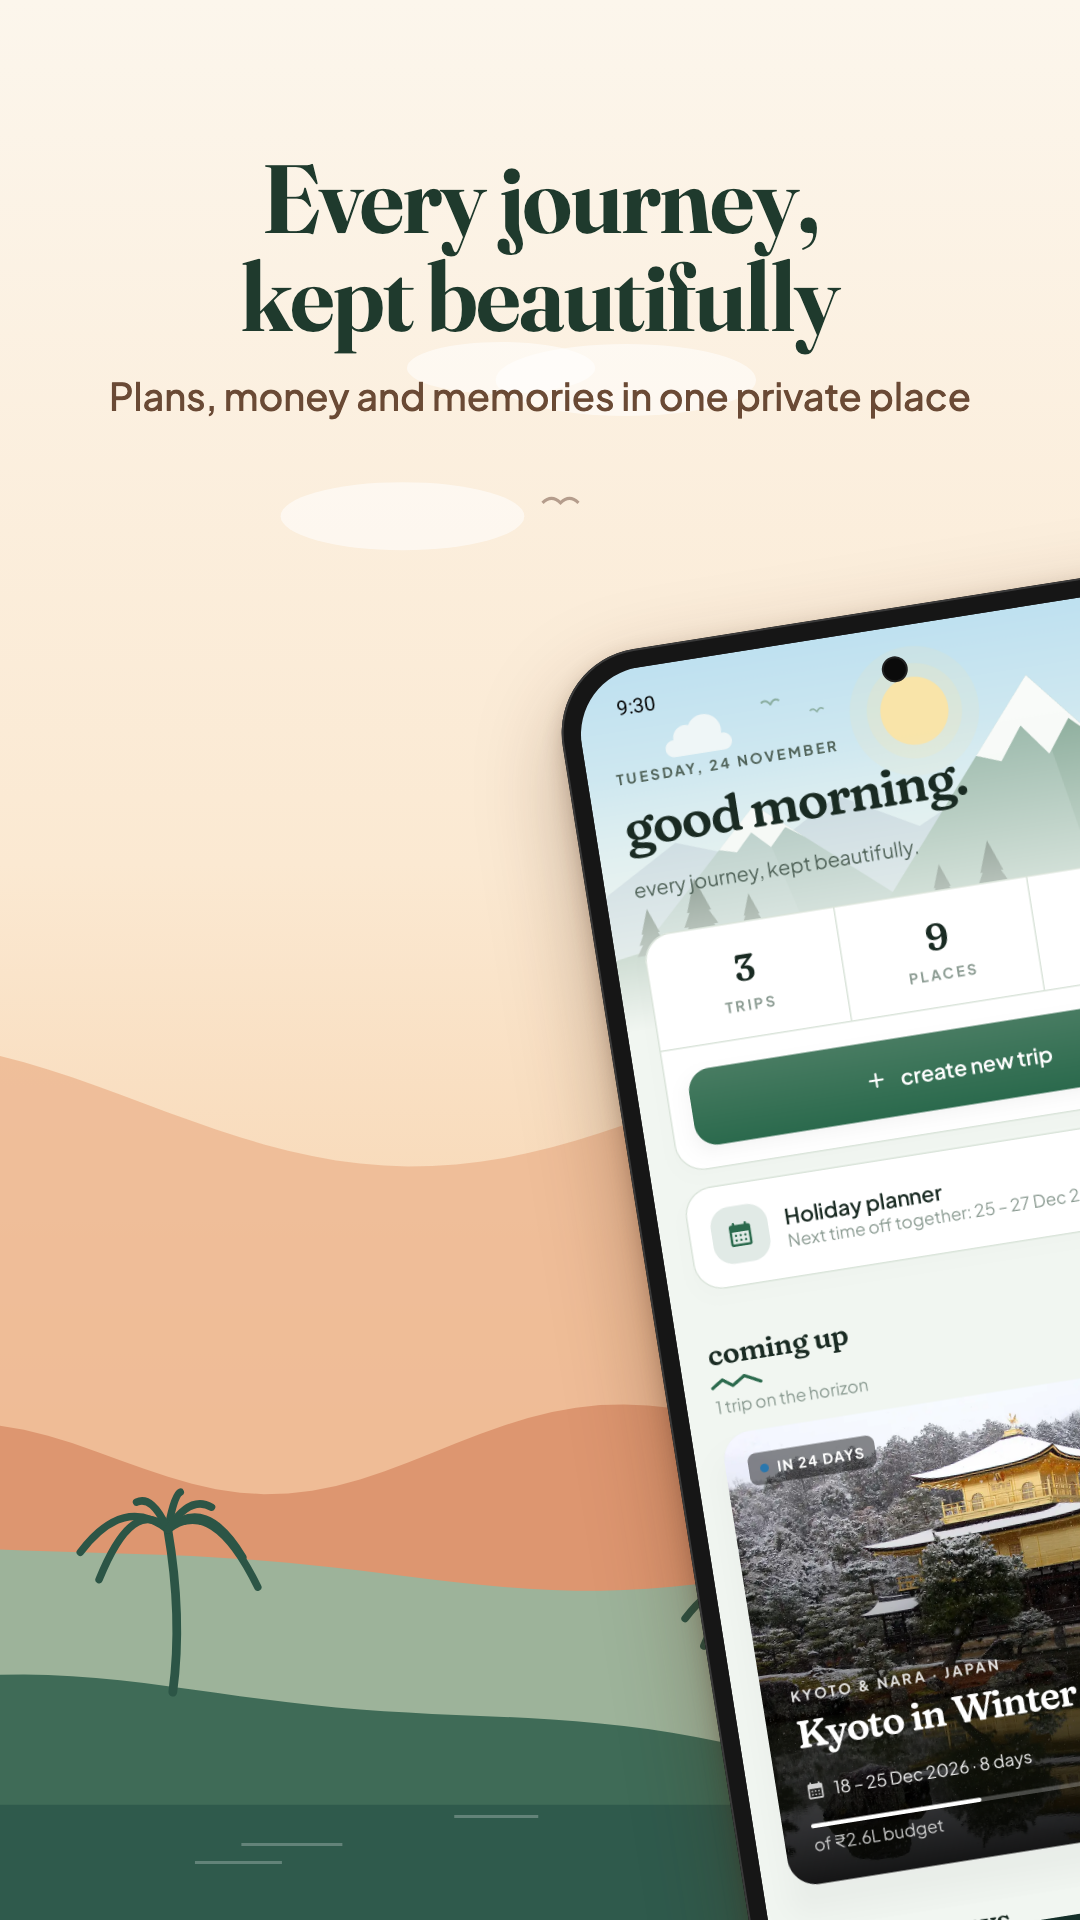 Every journey,
kept beautifully
Plans, money and memories in one private place
9:30
TUESDAY, 24 NOVEMBER
good morning.
every journey, kept beautifully.
3
TRIPS
9
PLACES
+ create new trip
Holiday planner
Next time off together: 25 – 27 Dec
coming up
1 trip on the horizon
IN 24 DAYS
KYOTO & NARA · JAPAN
Kyoto in Winter
18 – 25 Dec 2026 · 8 days
of ₹2.6L budget